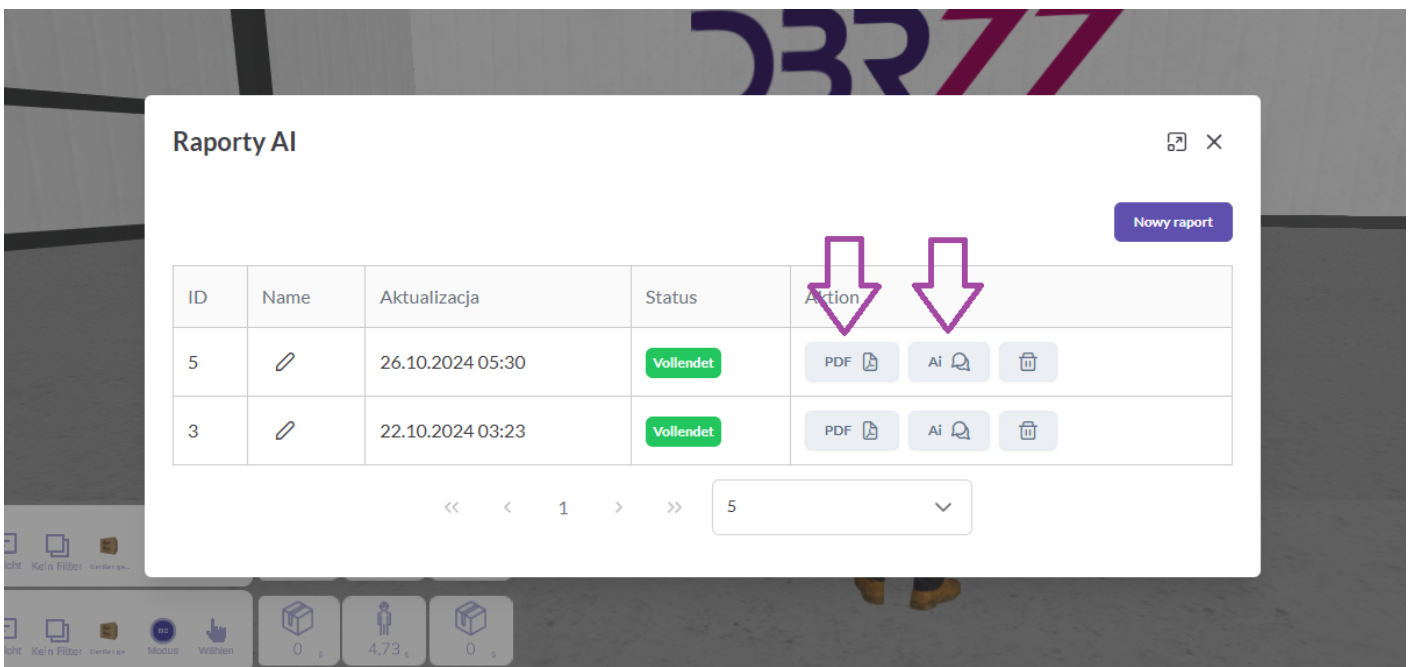 DBR77
Raporty AI
Nowy raport
ID Name Aktualizacja Status Aktion
5 26.10.2024 05:30 Vollendet PDF Ai
3 22.10.2024 03:23 Vollendet PDF Ai
<< < 1 > >> 5
icht Kein Filter
icht Kein Filter Modus Wählen 0 s 4,73 s 0 s